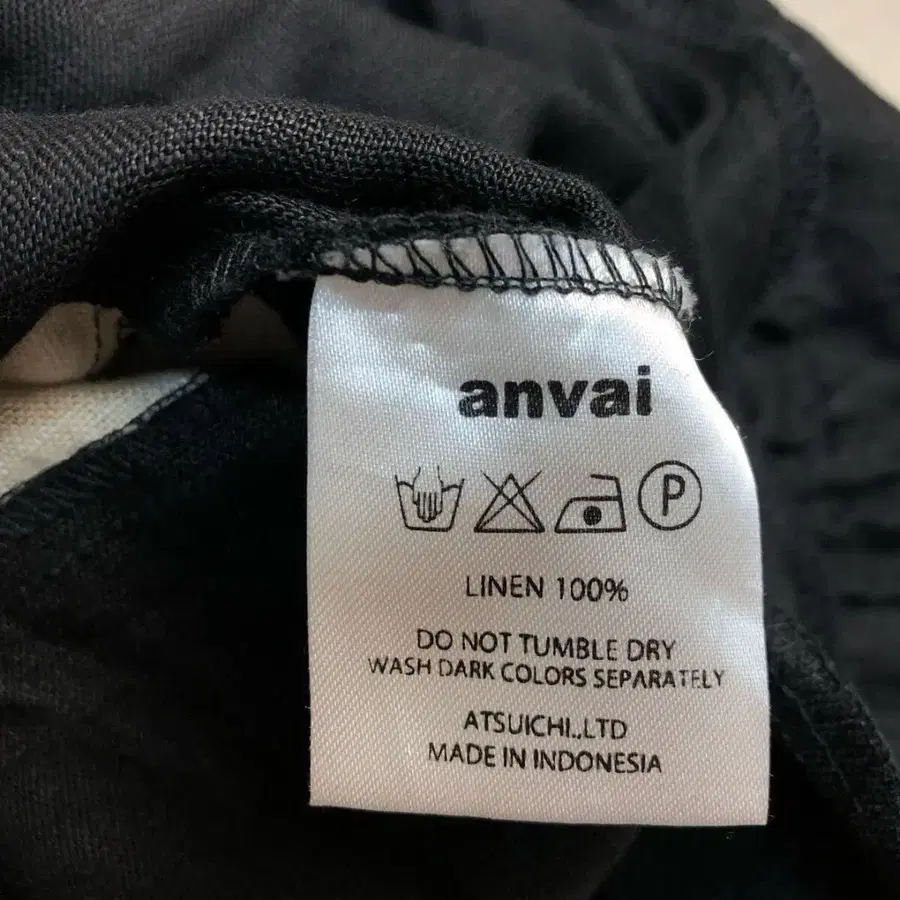 anvai
P
LINEN 100%
DO NOT TUMBLE DRY
WASH DARK COLORS SEPARATELY
ATSUICHI.,LTD
MADE IN INDONESIA